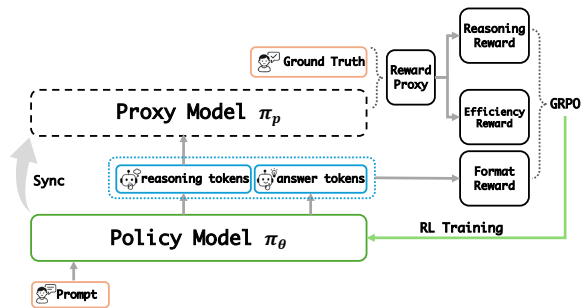 Reasoning
Reward
Ground Truth
Reward
Proxy
GRPO
Proxy Model πp
Efficiency
Reward
reasoning tokens
answer tokens
Format
Reward
Sync
RL Training
Policy Model πθ
Prompt